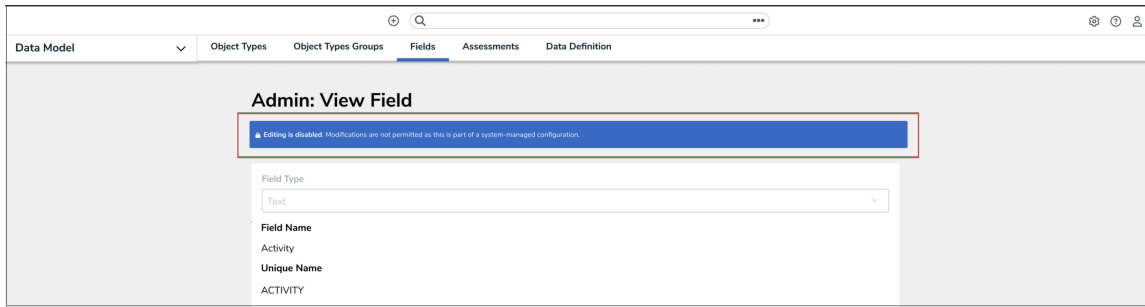 Data Model
Object Types Object Types Groups Fields Assessments Data Definition
Admin: View Field
Editing is disabled. Modifications are not permitted as this is part of a system-managed configuration.
Field Type
Text
Field Name
Activity
Unique Name
ACTIVITY